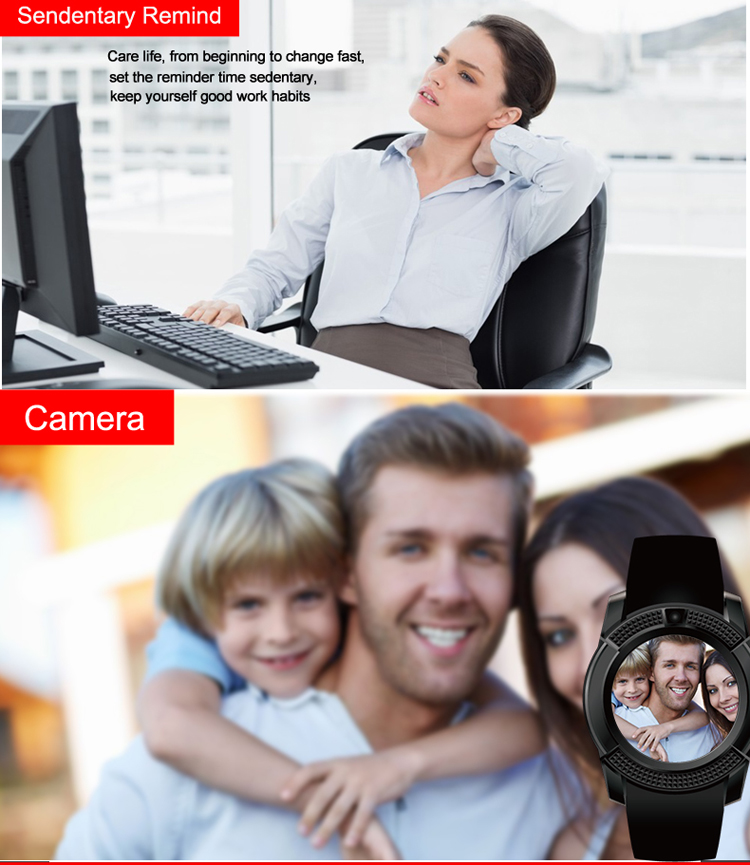 Sendentary Remind
Care life, from beginning to change fast,
set the reminder time sedentary,
keep yourself good work habits
Camera